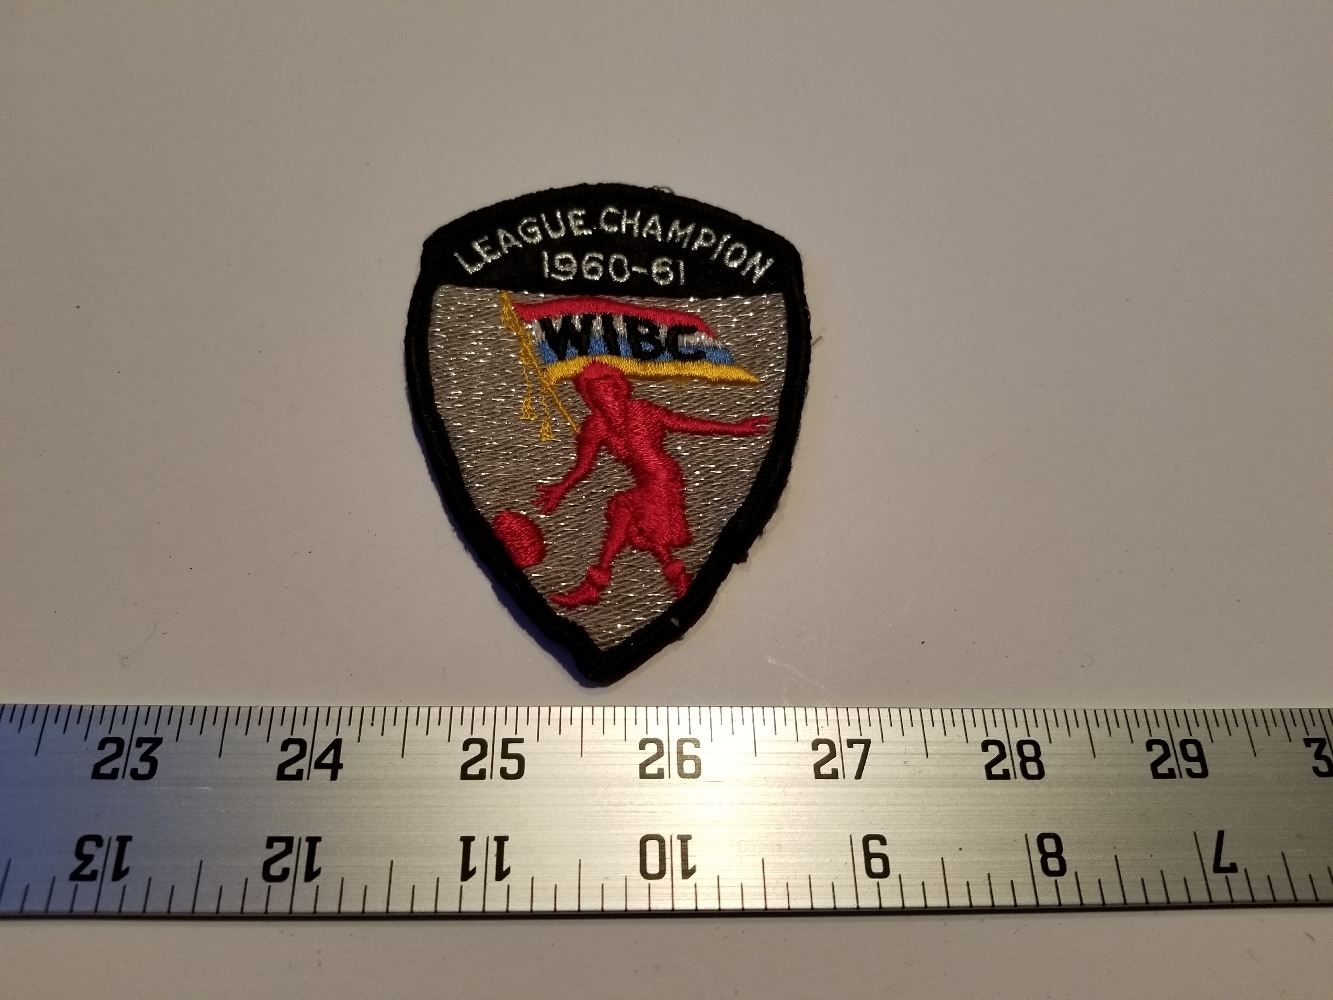 LEAGUE CHAMPION
1960-61
WIBC
23 24 25 26 27 28 29 3
13 12 11 10 9 8 7